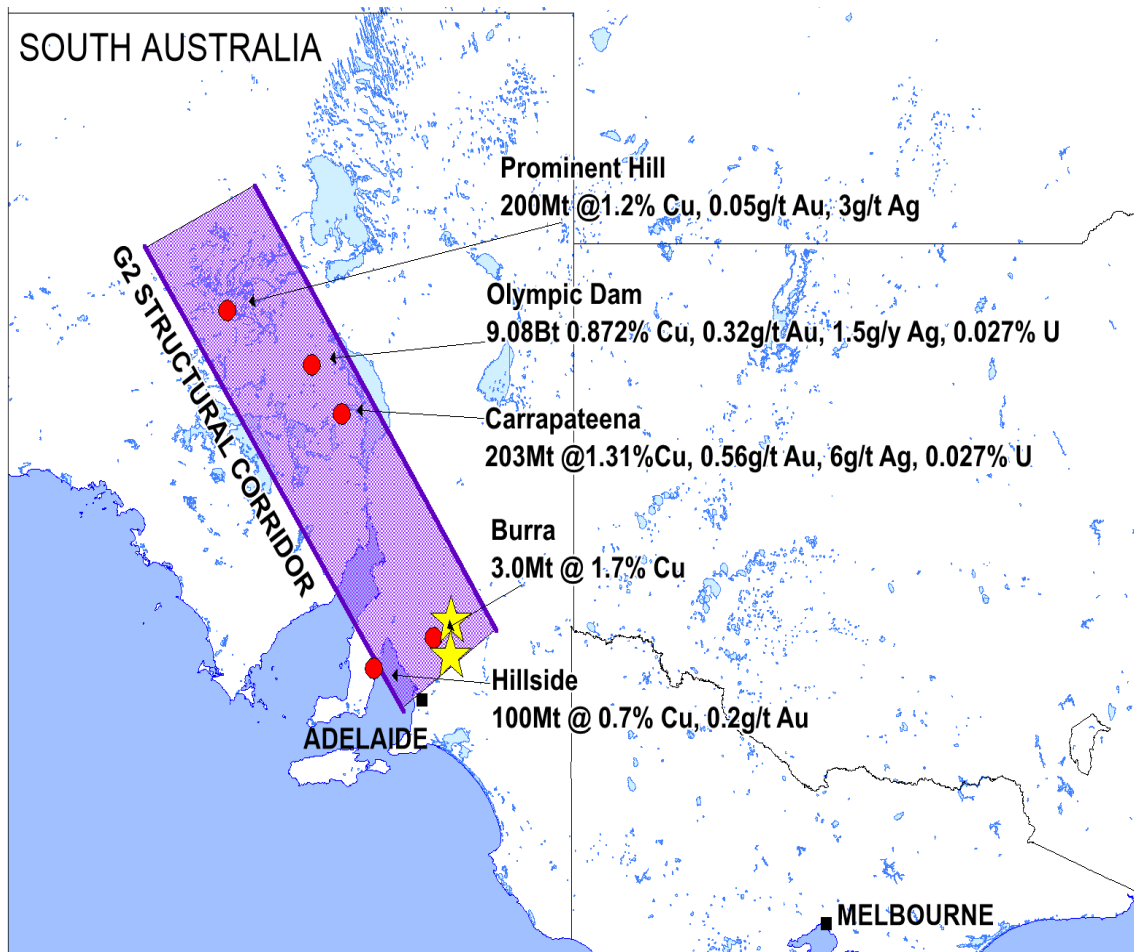 SOUTH AUSTRALIA
Prominent Hill
200Mt @1.2% Cu, 0.05g/t Au, 3g/t Ag
G2 STRUCTURAL CORRIDOR
Olympic Dam
9.08Bt 0.872% Cu, 0.32g/t Au, 1.5g/y Ag, 0.027% U
Carrapateena
203Mt @1.31%Cu, 0.56g/t Au, 6g/t Ag, 0.027% U
Burra
3.0Mt @ 1.7% Cu
Hillside
100Mt @ 0.7% Cu, 0.2g/t Au
ADELAIDE
MELBOURNE